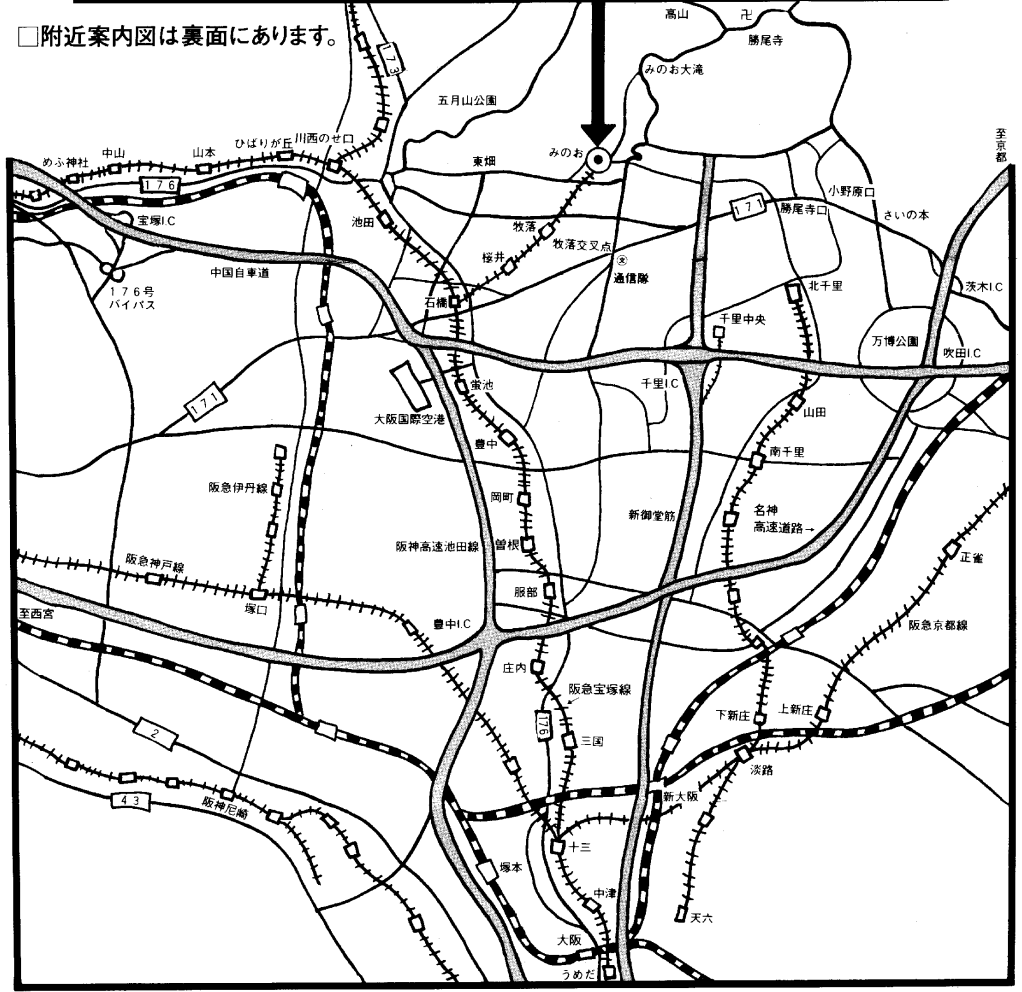 □附近案内図は裏面にあります。
高山
卍
勝尾寺
173
みのお大滝
五月山公園
至京都
めふ神社
中山
山本
ひばりが丘
川西のせ口
東畑
みのお
176
小野原口
171
勝尾寺口
さいの本
宝塚I.C
池田
牧落
牧落交叉点
中国自車道
桜井
文
通信隊
176号
バイパス
石橋
北千里
茨木I.C
千里中央
万博公園
吹田I.C
171
蛍池
千里I.C
大阪国際空港
山田
豊中
南千里
阪急伊丹線
岡町
新御堂筋
名神
高速道路→
阪神高速池田線
曽根
正雀
阪急神戸線
服部
塚口
至西宮
豊中I.C
阪急京都線
庄内
阪急宝塚線
下新庄
上新庄
2
176
三国
淡路
43
阪神尼崎
新大阪
十三
塚本
中津
天六
大阪
うめだ